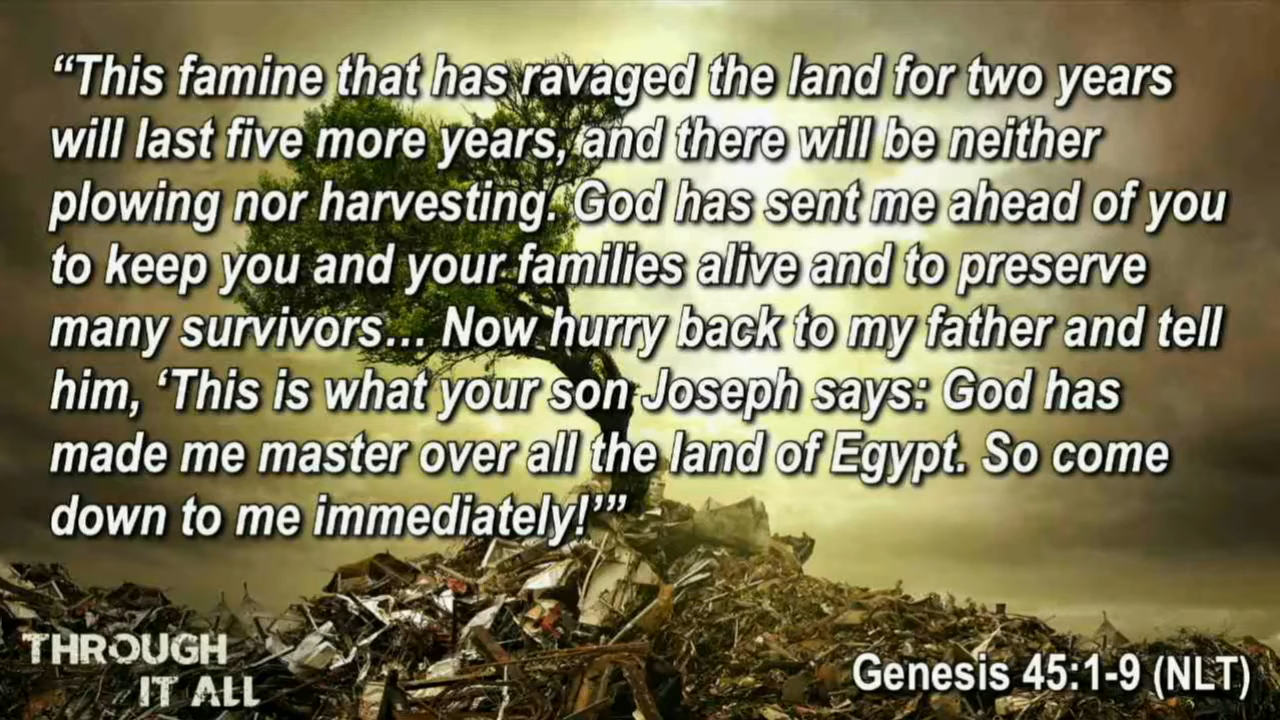 “This famine that has ravaged the land for two years
will last five more years, and there will be neither
plowing nor harvesting. God has sent me ahead of you
to keep you and your families alive and to preserve
many survivors... Now hurry back to my father and tell
him, ‘This is what your son Joseph says: God has
made me master over all the land of Egypt. So come
down to me immediately!’”
THROUGH
IT ALL
Genesis 45:1-9 (NLT)